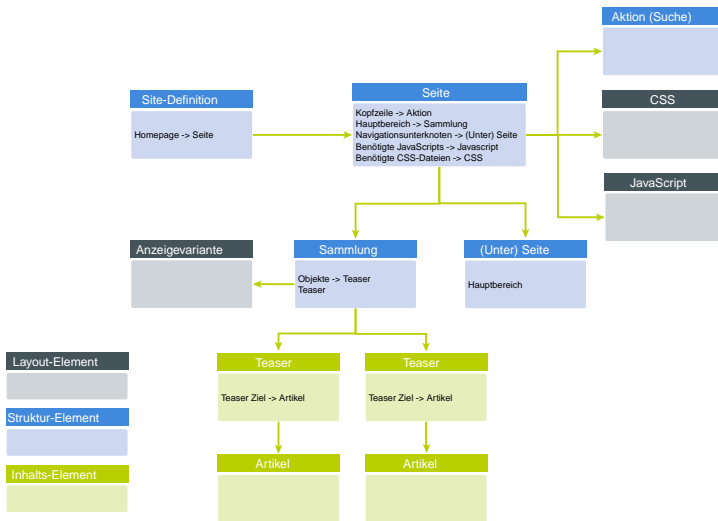 Aktion (Suche)
Site-Definition
Homepage -> Seite
Seite
Kopfzeile -> Aktion
Hauptbereich -> Sammlung
Navigationsunterknoten -> (Unter) Seite
Benötigte JavaScripts -> Javascript
Benötigte CSS-Dateien -> CSS
CSS
JavaScript
Anzeigevariante
Sammlung
Objekte -> Teaser
Teaser
(Unter) Seite
Hauptbereich
Layout-Element
Struktur-Element
Inhalts-Element
Teaser
Teaser Ziel -> Artikel
Teaser
Teaser Ziel -> Artikel
Artikel
Artikel